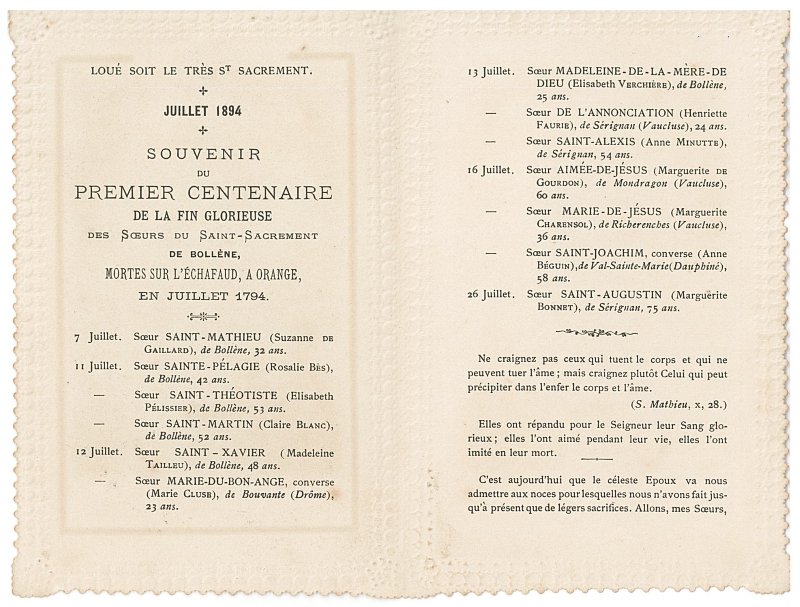 LOUÉ SOIT LE TRÈS ST SACREMENT.
JUILLET 1894
SOUVENIR
DU
PREMIER CENTENAIRE
DE LA FIN GLORIEUSE
DES SŒURS DU SAINT-SACREMENT
DE BOLLÈNE,
MORTES SUR L'ÉCHAFAUD, A ORANGE,
EN JUILLET 1794.
7 Juillet. Sœur SAINT-MATHIEU (Suzanne DE
GAILLARD), de Bollène, 32 ans.
11 Juillet. Sœur SAINTE-PÉLAGIE (Rosalie BÈS),
de Bollène, 42 ans.
— Sœur SAINT-THÉOTISTE (Elisabeth
PÉLISSIER), de Bollène, 53 ans.
— Sœur SAINT-MARTIN (Claire BLANC),
de Bollène, 52 ans.
12 Juillet. Sœur SAINT-XAVIER (Madeleine
TAILLEU), de Bollène, 48 ans.
— Sœur MARIE-DU-BON-ANGE, converse
(Marie CLUSE), de Bouvante (Drôme),
23 ans.
13 Juillet. Sœur MADELEINE-DE-LA-MÈRE-DE
DIEU (Elisabeth VERCHIÈRE), de Bollène,
25 ans.
— Sœur DE L'ANNONCIATION (Henriette
FAURIE), de Sérignan (Vaucluse), 24 ans.
— Sœur SAINT-ALEXIS (Anne MINUTTE),
de Sérignan, 54 ans.
16 Juillet. Sœur AIMÉE-DE-JÉSUS (Marguerite DE
GOURDON), de Mondragon (Vaucluse),
60 ans.
— Sœur MARIE-DE-JÉSUS (Marguerite
CHARENSOL), de Richerenches (Vaucluse),
36 ans.
— Sœur SAINT-JOACHIM, converse (Anne
BÉGUIN), de Val-Sainte-Marie (Dauphiné),
58 ans.
26 Juillet. Sœur SAINT-AUGUSTIN (Marguerite
BONNET), de Sérignan, 75 ans.
Ne craignez pas ceux qui tuent le corps et qui ne
peuvent tuer l'âme ; mais craignez plutôt Celui qui peut
précipiter dans l'enfer le corps et l'âme.
(S. Mathieu, X, 28.)
Elles ont répandu pour le Seigneur leur Sang glo-
rieux ; elles l'ont aimé pendant leur vie, elles l'ont
imité en leur mort.
C'est aujourd'hui que le céleste Epoux va nous
admettre aux noces pour lesquelles nous n'avons fait jus-
qu'à présent que de légers sacrifices. Allons, mes Sœurs,